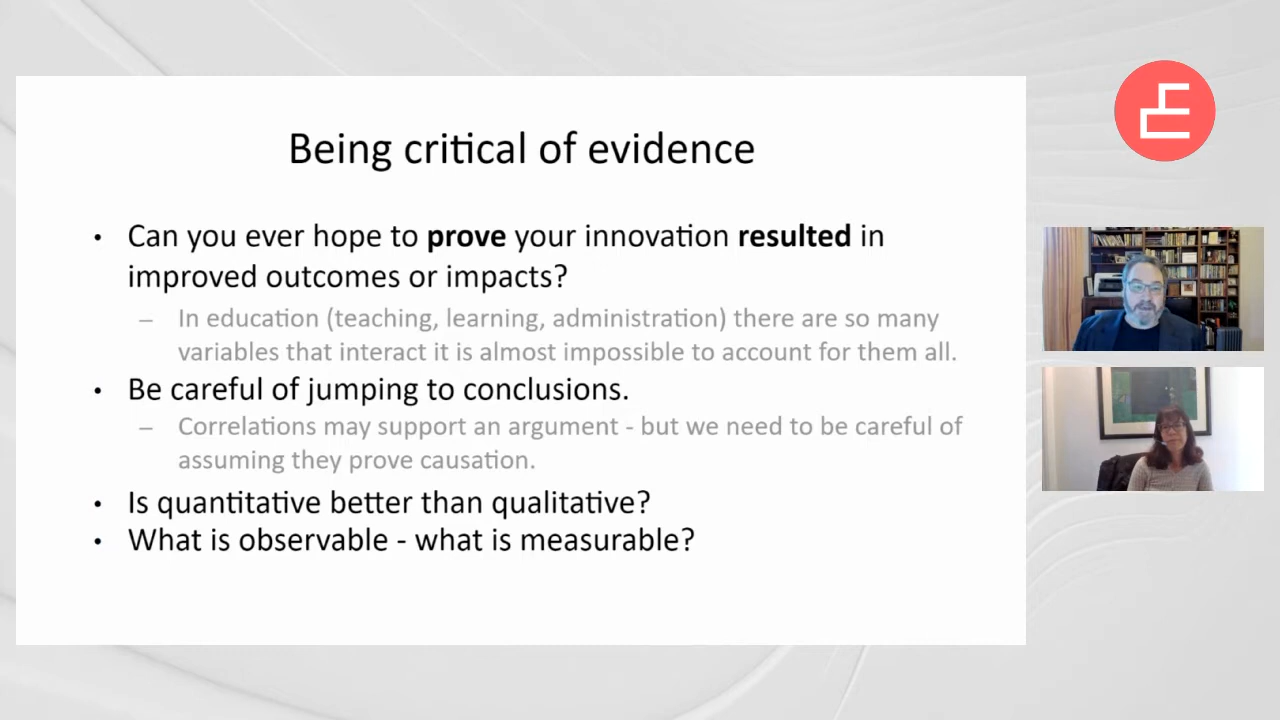 Being critical of evidence
• Can you ever hope to prove your innovation resulted in
improved outcomes or impacts?
– In education (teaching, learning, administration) there are so many
variables that interact it is almost impossible to account for them all.
• Be careful of jumping to conclusions.
– Correlations may support an argument - but we need to be careful of
assuming they prove causation.
• Is quantitative better than qualitative?
• What is observable - what is measurable?